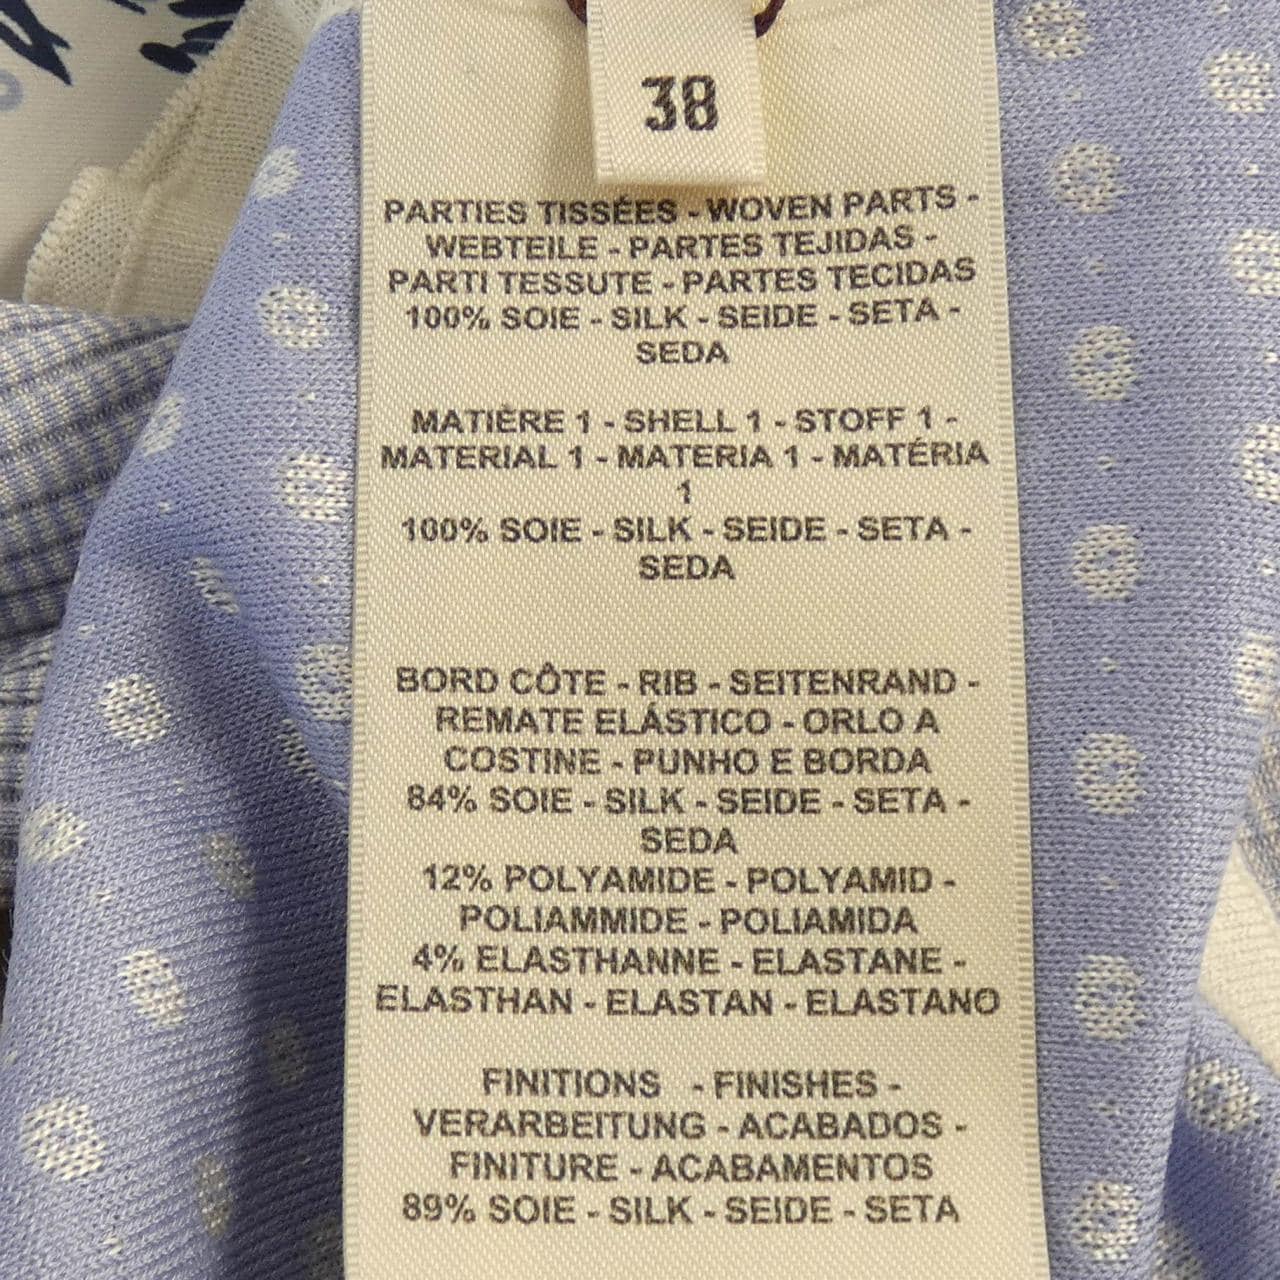 38
PARTIES TISSÉES - WOVEN PARTS -
WEBTEILE - PARTES TEJIDAS -
PARTI TESSUTE - PARTES TECIDAS
100% SOIE - SILK - SEIDE - SETA -
SEDA
MATIÈRE 1 - SHELL 1 - STOFF 1 -
MATERIAL 1 - MATERIA 1 - MATÉRIA
1
100% SOIE - SILK - SEIDE - SETA -
SEDA
BORD CÔTE - RIB - SEITENRAND -
REMATE ELÁSTICO - ORLO A
COSTINE - PUNHO E BORDA
84% SOIE - SILK - SEIDE - SETA -
SEDA
12% POLYAMIDE - POLYAMID -
POLIAMMIDE - POLIAMIDA
4% ELASTHANNE - ELASTANE -
ELASTHAN - ELASTAN - ELASTANO
FINITIONS - FINISHES -
VERARBEITUNG - ACABADOS -
FINITURE - ACABAMENTOS
89% SOIE - SILK - SEIDE - SETA